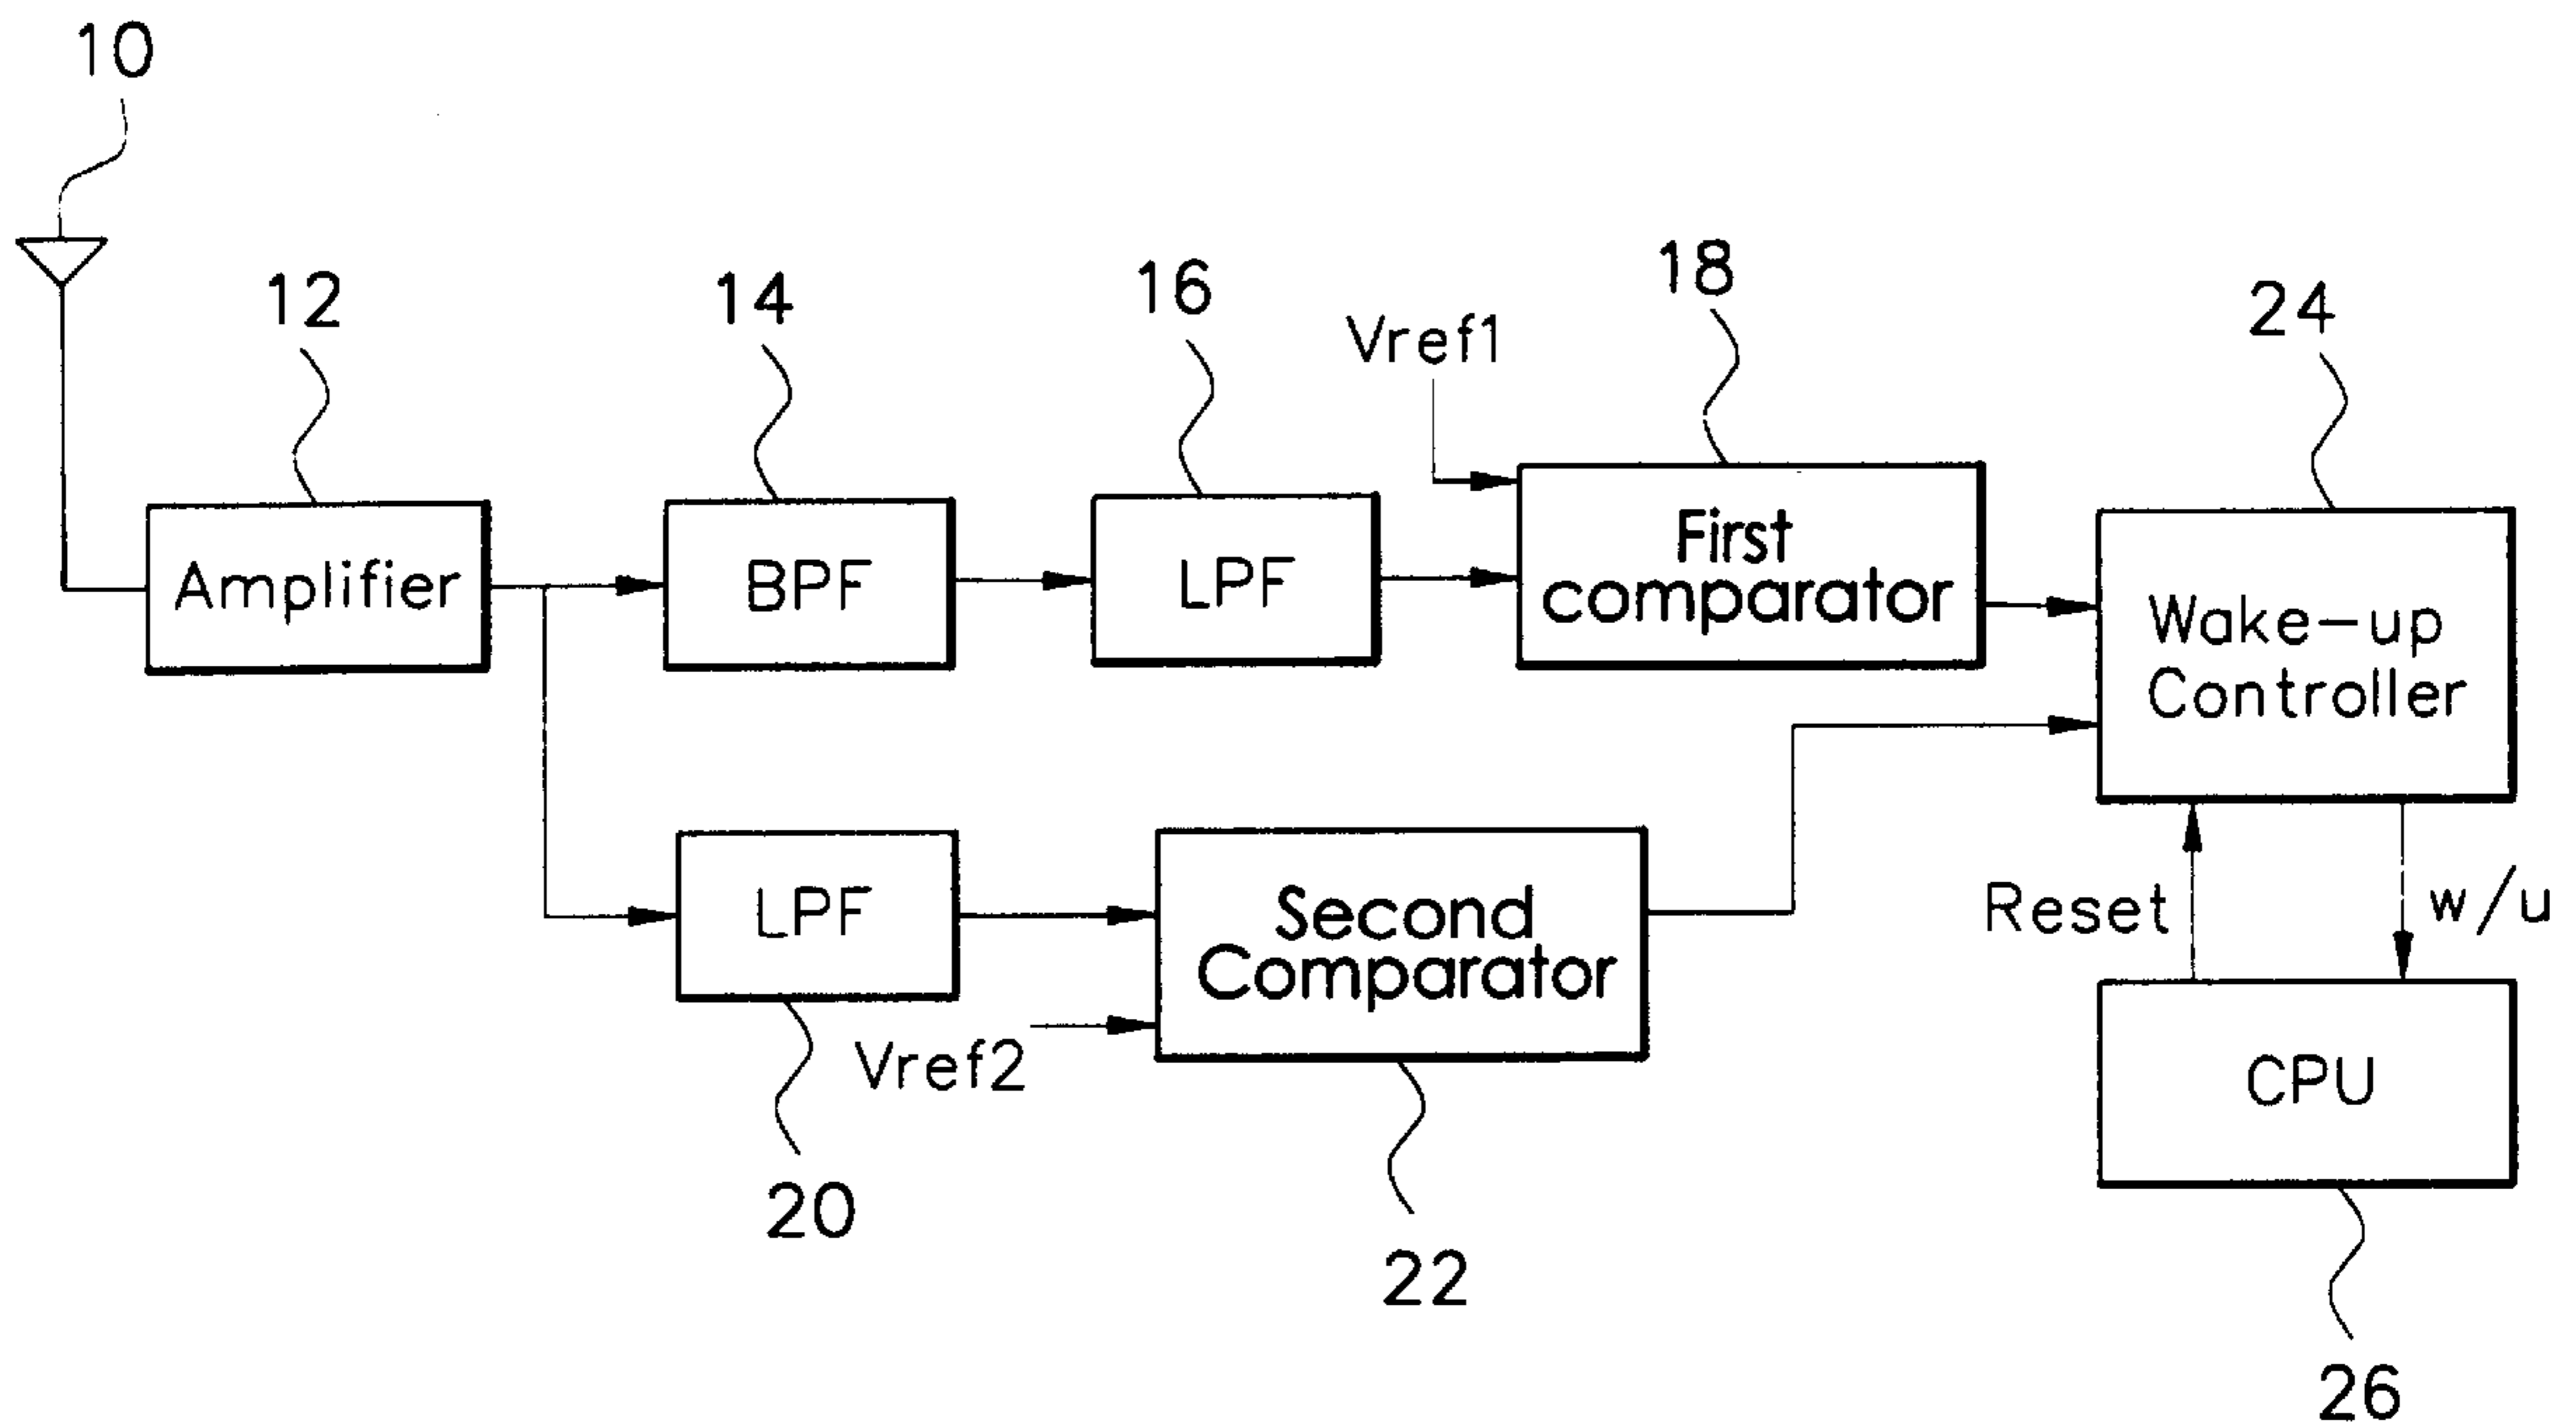 10
12
14
16
18
24
Vref1
Amplifier
BPF
LPF
First
comparator
Wake-up
Controller
LPF
Second
Comparator
Vref2
Reset
w/u
CPU
20
22
26